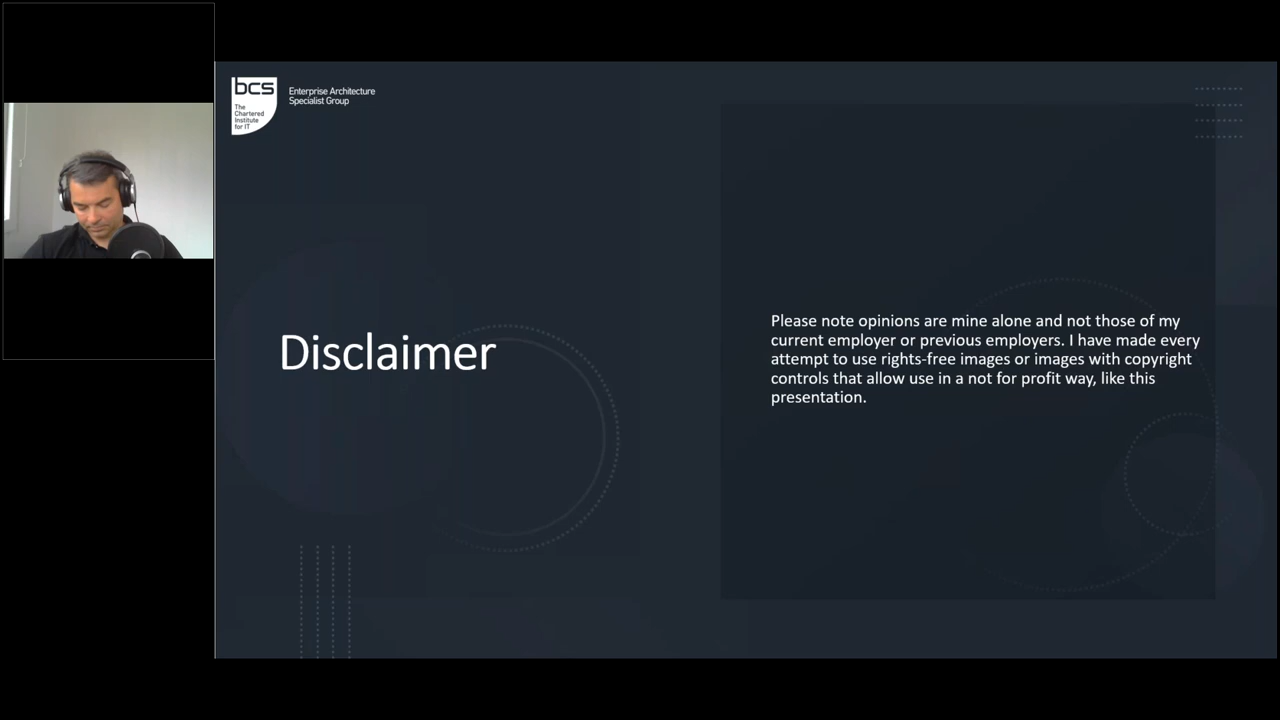 bcs
The
Chartered
Institute
for IT
Enterprise Architecture
Specialist Group
Disclaimer
Please note opinions are mine alone and not those of my
current employer or previous employers. I have made every
attempt to use rights-free images or images with copyright
controls that allow use in a not for profit way, like this
presentation.